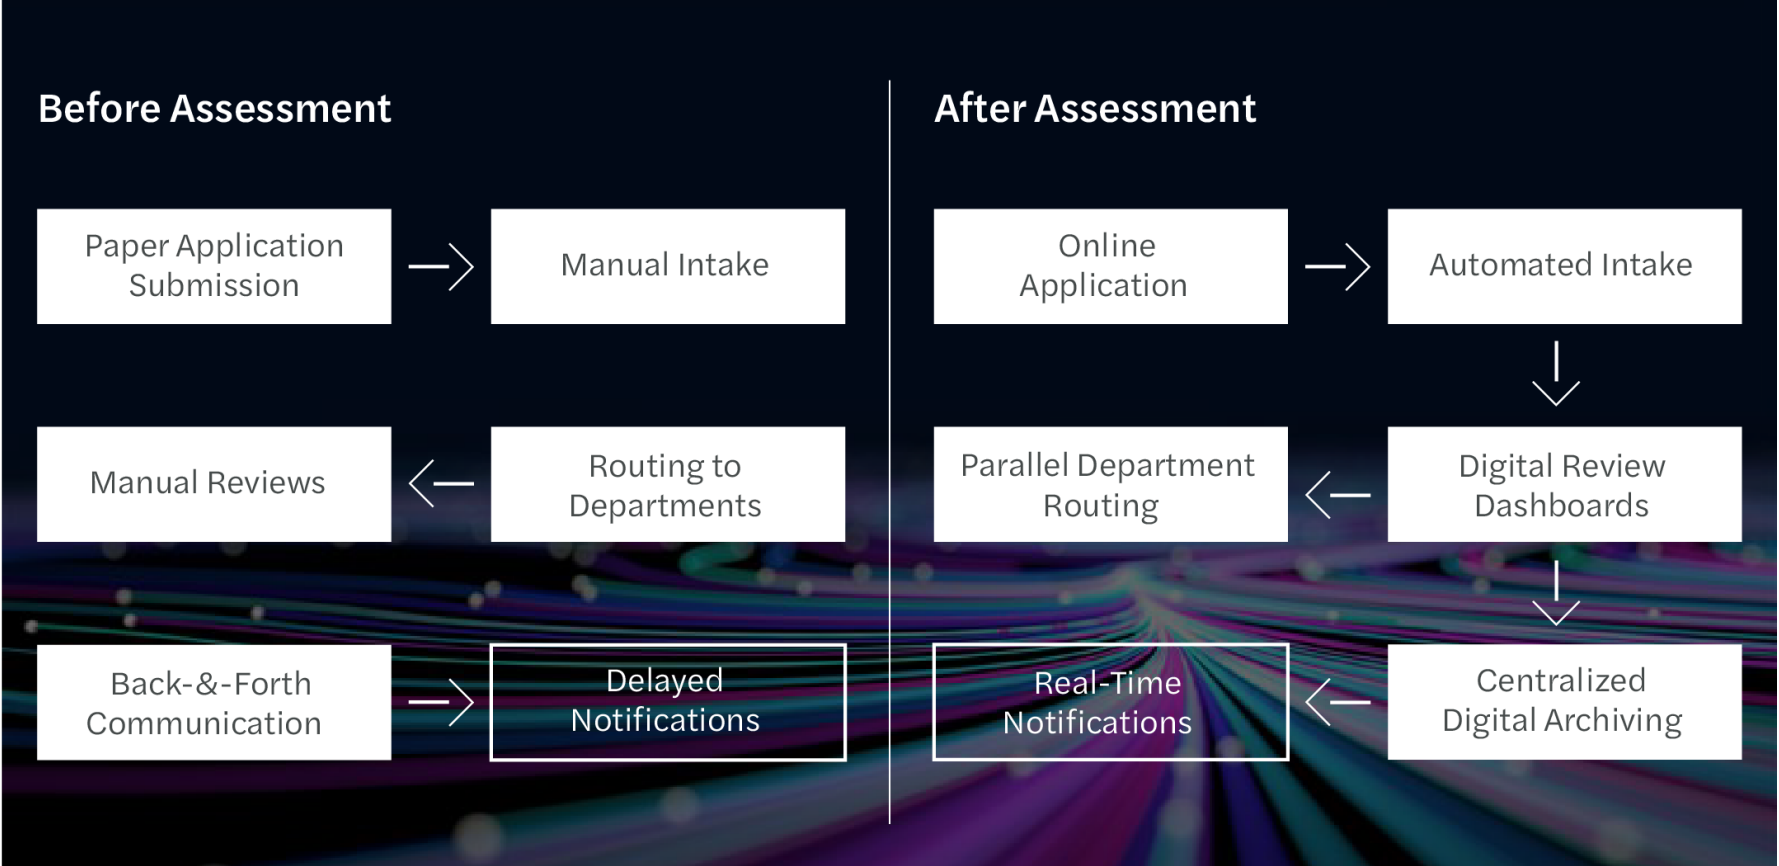 Before Assessment
Paper Application
Submission
Manual Intake
Manual Reviews
Routing to
Departments
Back-&-Forth
Communication
Delayed
Notifications
After Assessment
Online
Application
Automated Intake
Parallel Department
Routing
Digital Review
Dashboards
Real-Time
Notifications
Centralized
Digital Archiving